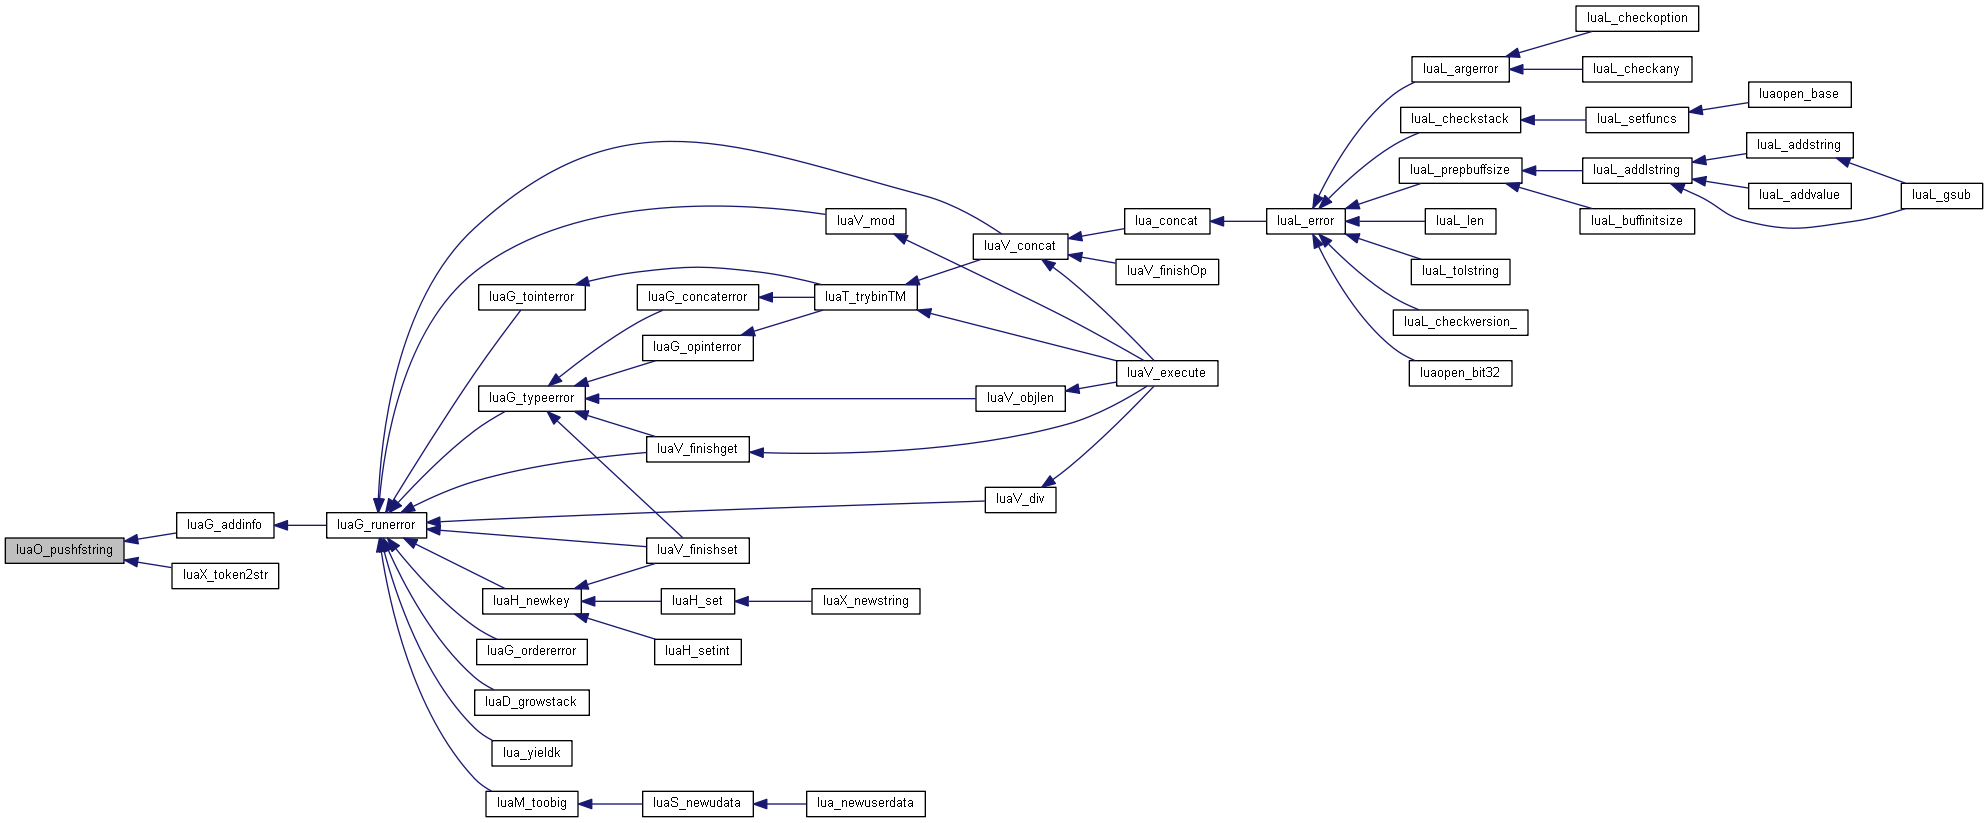 luaL_checkoption
luaL_argerror
luaL_checkany
luaopen_base
luaL_checkstack
luaL_setfuncs
luaL_addstring
luaL_prepbuffsize
luaL_addlstring
luaL_addvalue
luaL_gsub
luaV_mod
lua_concat
luaL_error
luaL_len
luaL_buffinitsize
luaV_concat
luaV_finishOp
luaL_tolstring
luaG_tointerror
luaG_concaterror
luaT_trybinTM
luaL_checkversion_
luaG_opinterror
luaV_execute
luaopen_bit32
luaG_typeerror
luaV_objlen
luaV_finishget
luaV_div
luaG_addinfo
luaG_runerror
luaO_pushfstring
luaV_finishset
luaX_token2str
luaH_newkey
luaH_set
luaX_newstring
luaG_ordererror
luaH_setint
luaD_growstack
lua_yieldk
luaM_toobig
luaS_newudata
lua_newuserdata